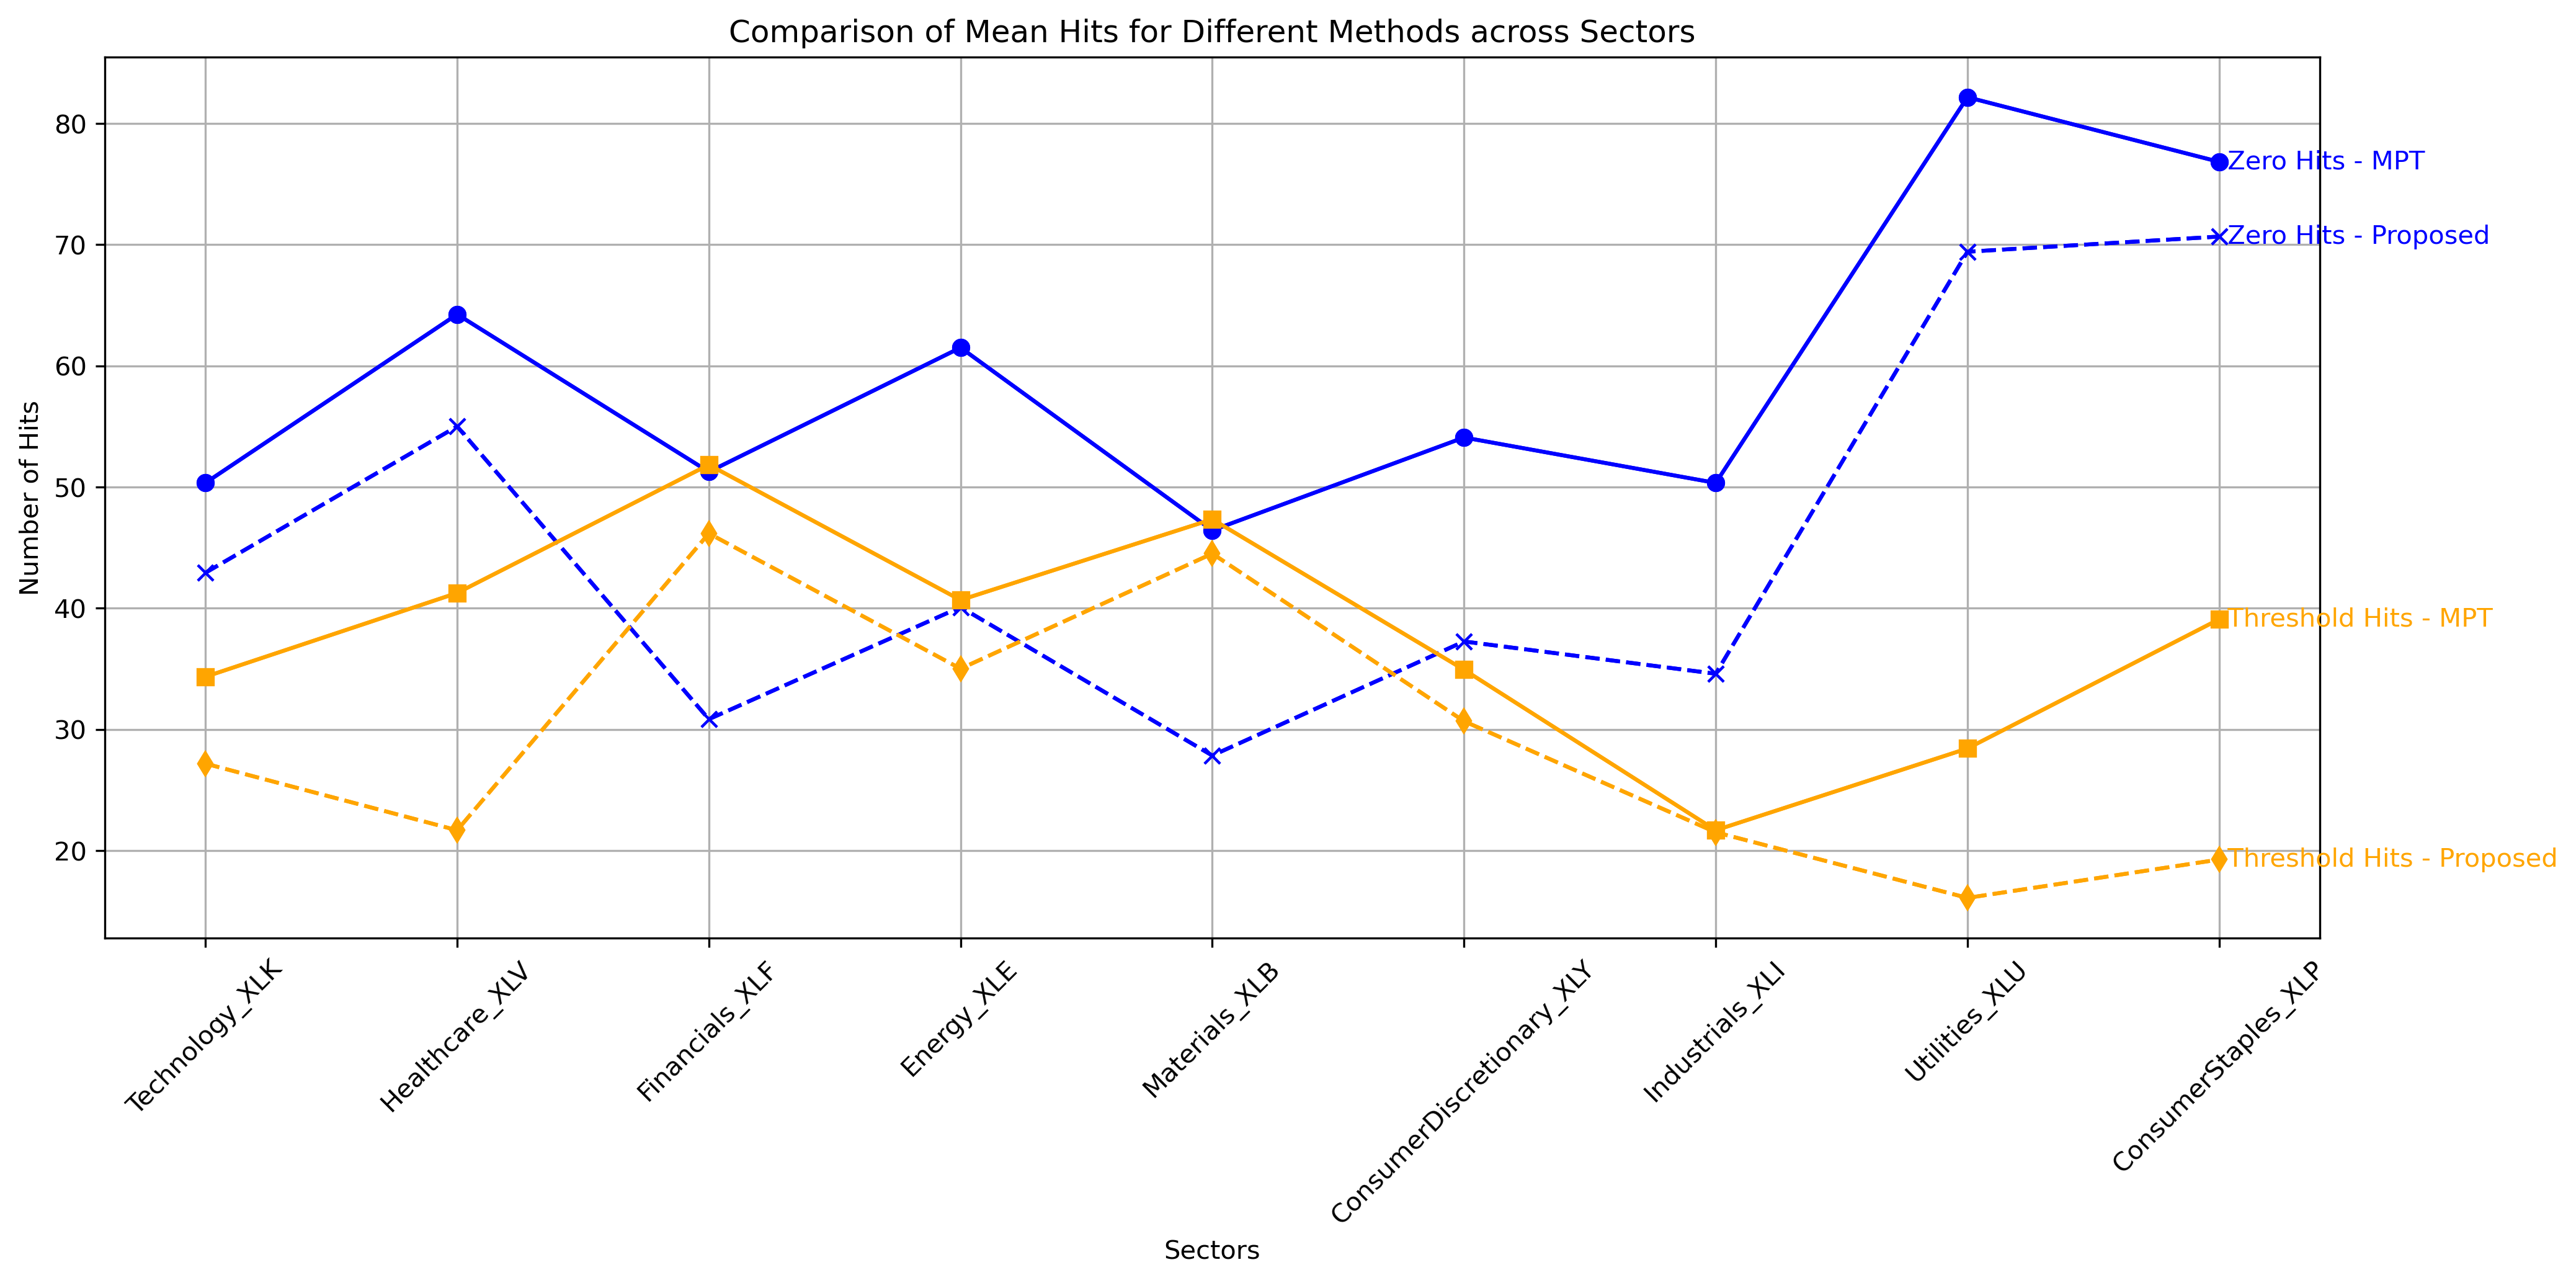 Comparison of Mean Hits for Different Methods across Sectors
Number of Hits
80
70
60
50
40
30
20
Zero Hits - MPT
Zero Hits - Proposed
Threshold Hits - MPT
Threshold Hits - Proposed
Technology_XLK
Healthcare_XLV
Financials_XLF
Energy_XLE
Materials_XLB
ConsumerDiscretionary_XLY
Industrials_XLI
Utilities_XLU
ConsumerStaples_XLP
Sectors